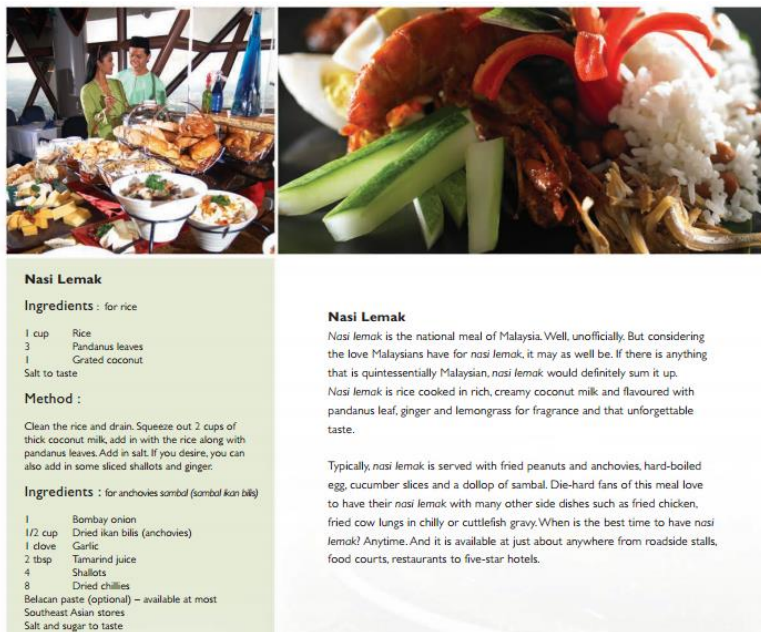 Nasi Lemak
Ingredients : for rice
1 cup Rice
3 Pandanus leaves
1 Grated coconut
Salt to taste
Method :
Clean the rice and drain. Squeeze out 2 cups of
thick coconut milk, add in with the rice along with
pandanus leaves. Add in salt. If you desire, you can
also add in some sliced shallots and ginger.
Ingredients : for anchovies sambal (sambal ikan bilis)
1 Bombay onion
1/2 cup Dried ikan bilis (anchovies)
1 clove Garlic
2 tbsp Tamarind juice
4 Shallots
8 Dried chillies
Belacan paste (optional) – available at most
Southeast Asian stores
Salt and sugar to taste
Nasi Lemak
Nasi lemak is the national meal of Malaysia. Well, unofficially. But considering
the love Malaysians have for nasi lemak, it may as well be. If there is anything
that is quintessentially Malaysian, nasi lemak would definitely sum it up.
Nasi lemak is rice cooked in rich, creamy coconut milk and flavoured with
pandanus leaf, ginger and lemongrass for fragrance and that unforgettable
taste.
Typically, nasi lemak is served with fried peanuts and anchovies, hard-boiled
egg, cucumber slices and a dollop of sambal. Die-hard fans of this meal love
to have their nasi lemak with many other side dishes such as fried chicken,
fried cow lungs in chilly or cuttlefish gravy. When is the best time to have nasi
lemak? Anytime. And it is available at just about anywhere from roadside stalls,
food courts, restaurants to five-star hotels.